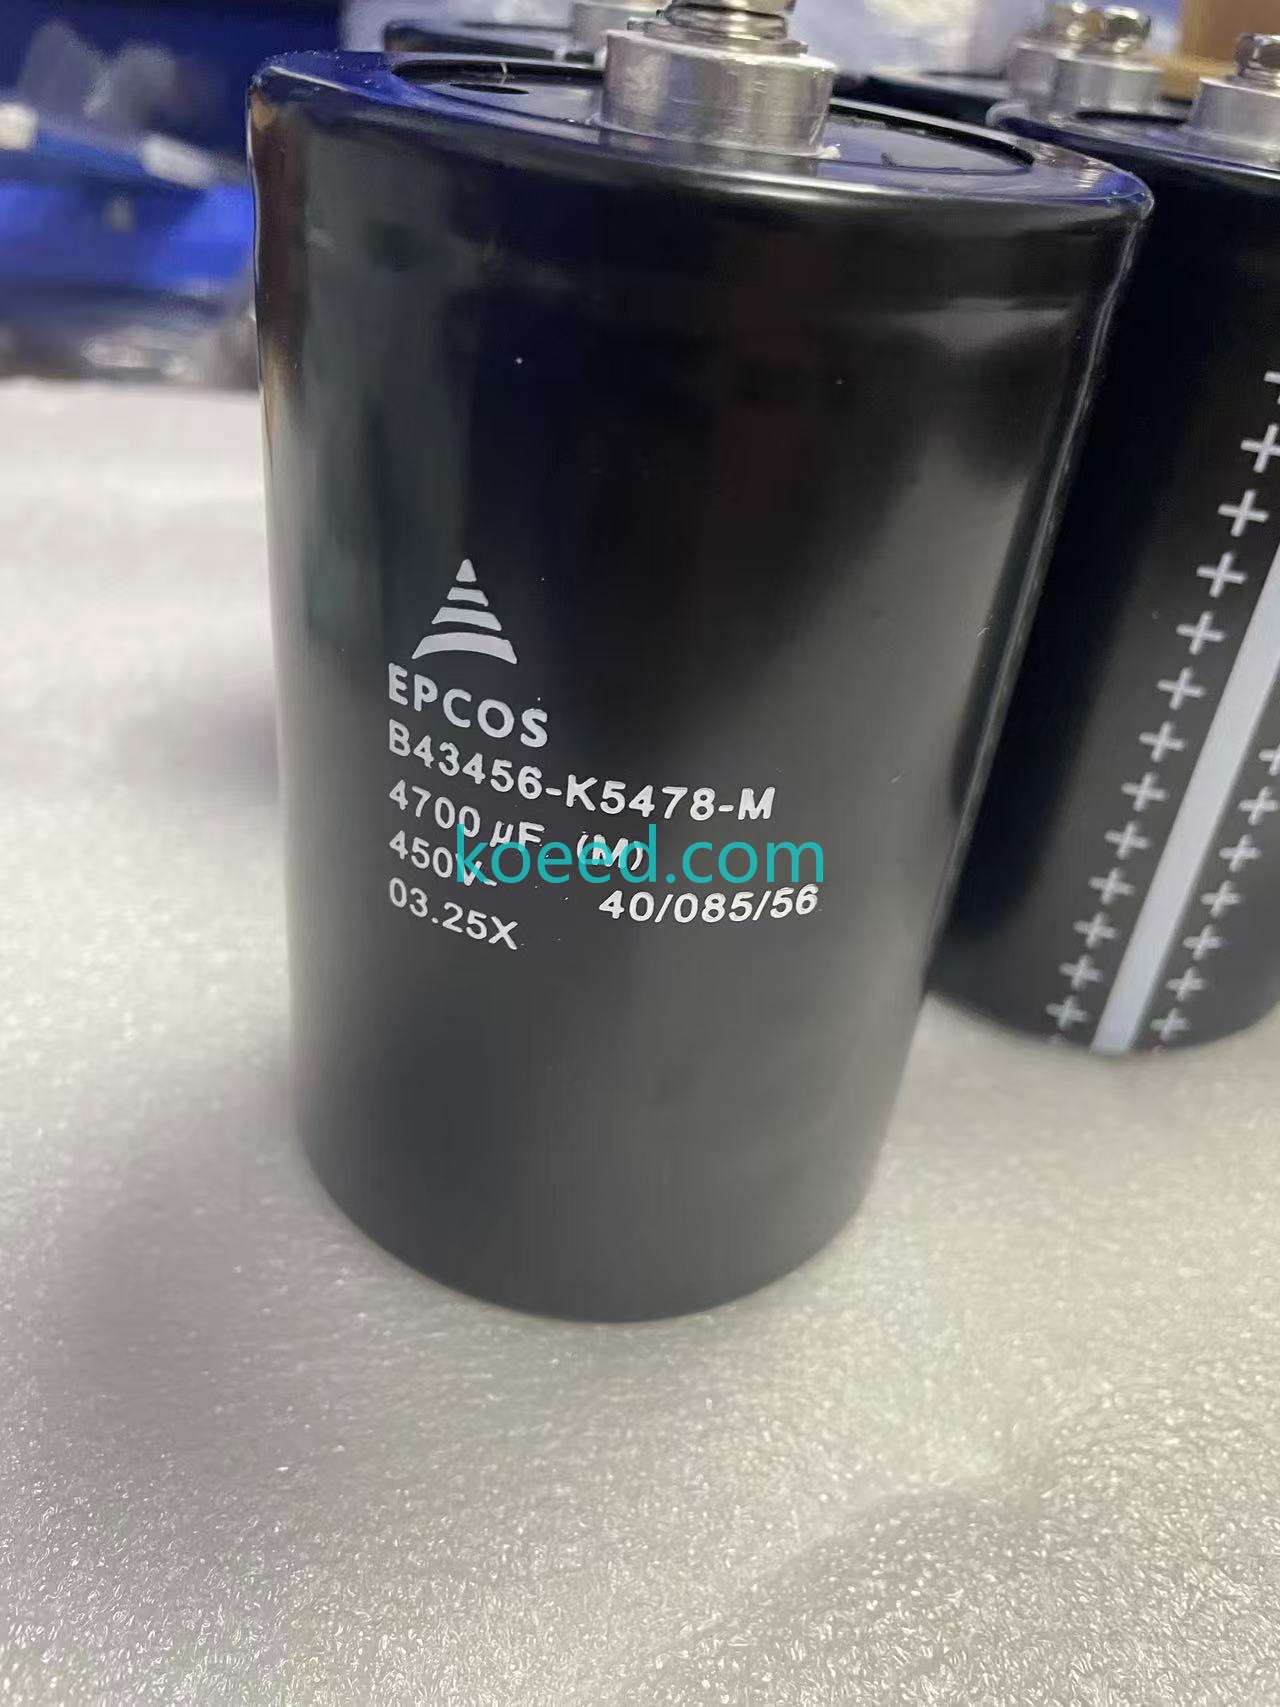 EPCOS
B43456-K5478-M
4700 µF (M)
450V-
40/085/56
03.25X
koeed.com